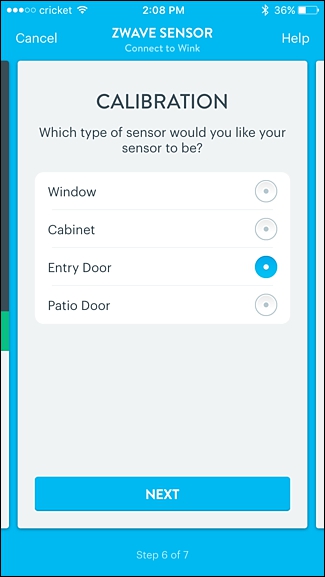 cricket 2:08 PM 36%
Cancel ZWAVE SENSOR Help
Connect to Wink
CALIBRATION
Which type of sensor would you like your
sensor to be?
Window
Cabinet
Entry Door
Patio Door
NEXT
Step 6 of 7